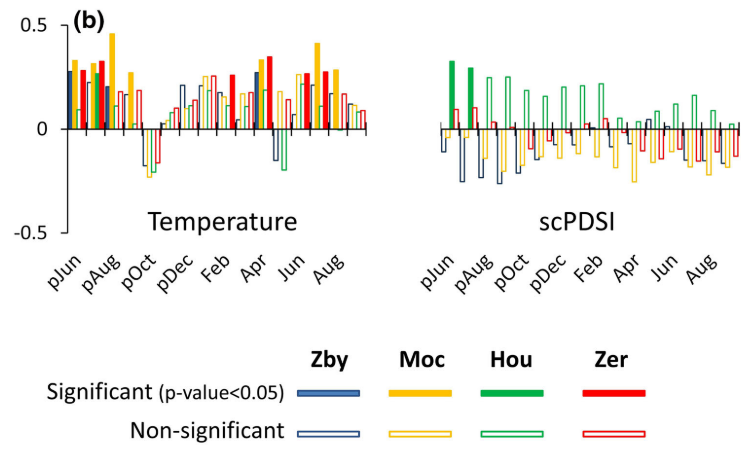 (b)
0.5
0
-0.5
Temperature
scPDSI
pJun pAug pOct pDec Feb Apr Jun Aug
pJun pAug pOct pDec Feb Apr Jun Aug
Zby Moc Hou Zer
Significant (p-value<0.05)
Non-significant